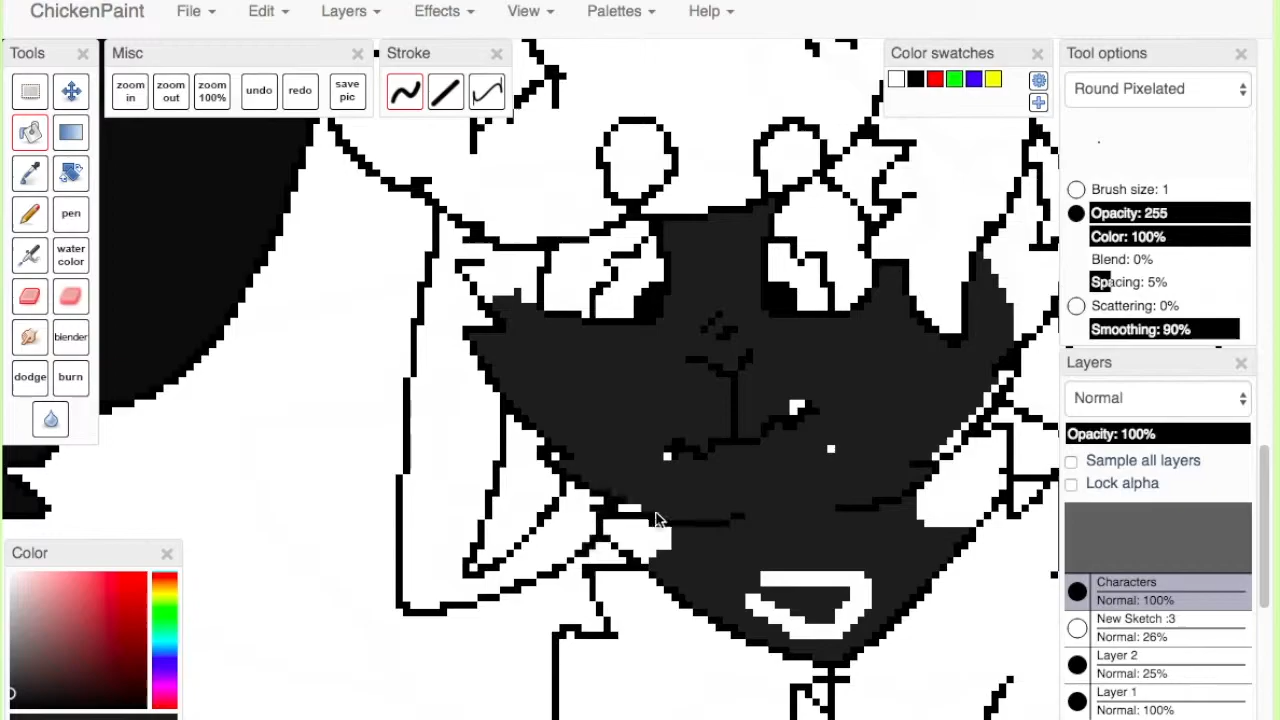 ChickenPaint
File
Edit
Layers
Effects
View
Palettes
Help
Tools
Misc
Stroke
Color swatches
Tool options
zoom in
zoom out
zoom 100%
undo
redo
save pic
Round Pixelated
pen
water color
blender
dodge
burn
Brush size: 1
Opacity: 255
Color: 100%
Blend: 0%
Spacing: 5%
Scattering: 0%
Smoothing: 90%
Layers
Normal
Opacity: 100%
Sample all layers
Lock alpha
Characters
Normal: 100%
New Sketch :3
Normal: 26%
Layer 2
Normal: 25%
Layer 1
Normal: 100%
Color